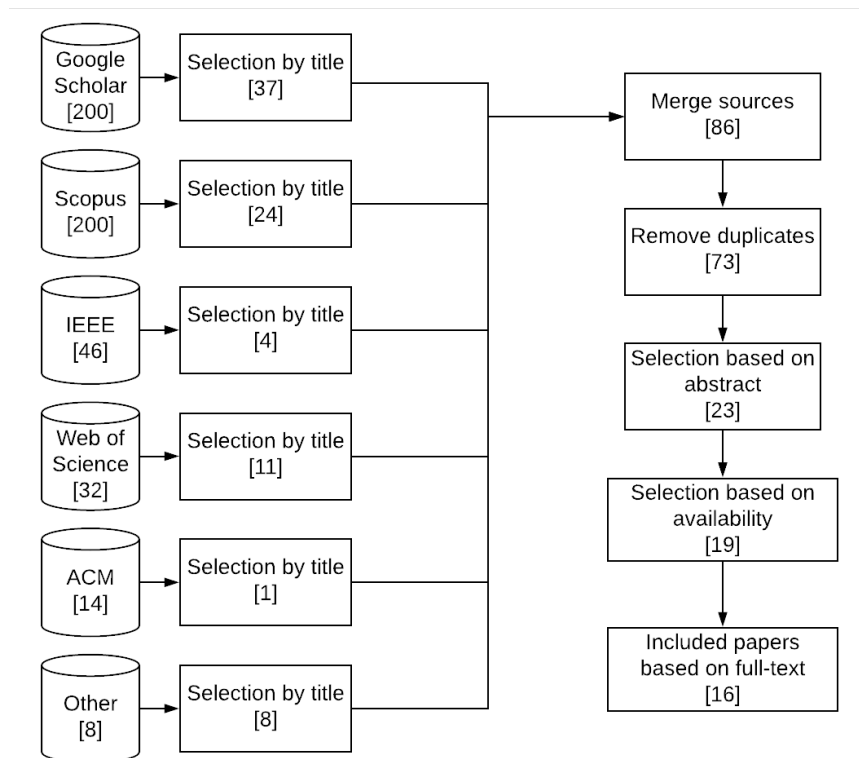 Google
Scholar
[200]
Selection by title
[37]
Scopus
[200]
Selection by title
[24]
IEEE
[46]
Selection by title
[4]
Web of
Science
[32]
Selection by title
[11]
ACM
[14]
Selection by title
[1]
Other
[8]
Selection by title
[8]
Merge sources
[86]
Remove duplicates
[73]
Selection based on
abstract
[23]
Selection based on
availability
[19]
Included papers
based on full-text
[16]